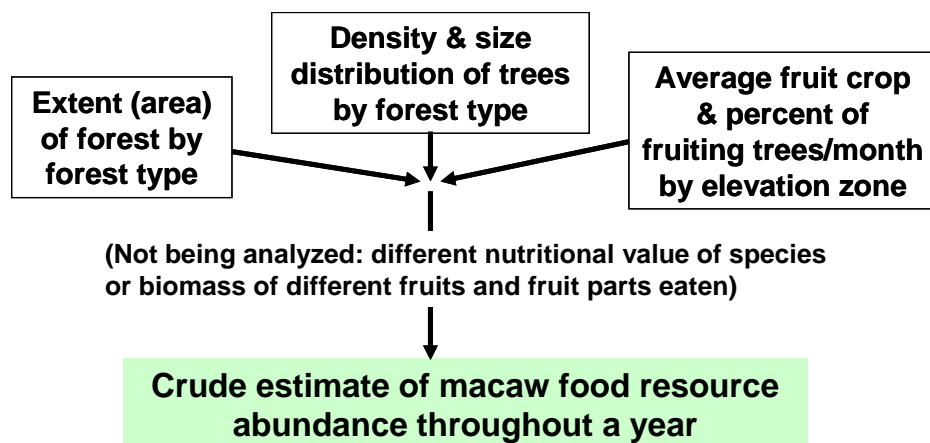 Extent (area)
of forest by
forest type
Density & size
distribution of trees
by forest type
Average fruit crop
& percent of
fruiting trees/month
by elevation zone
(Not being analyzed: different nutritional value of species
or biomass of different fruits and fruit parts eaten)
Crude estimate of macaw food resource
abundance throughout a year